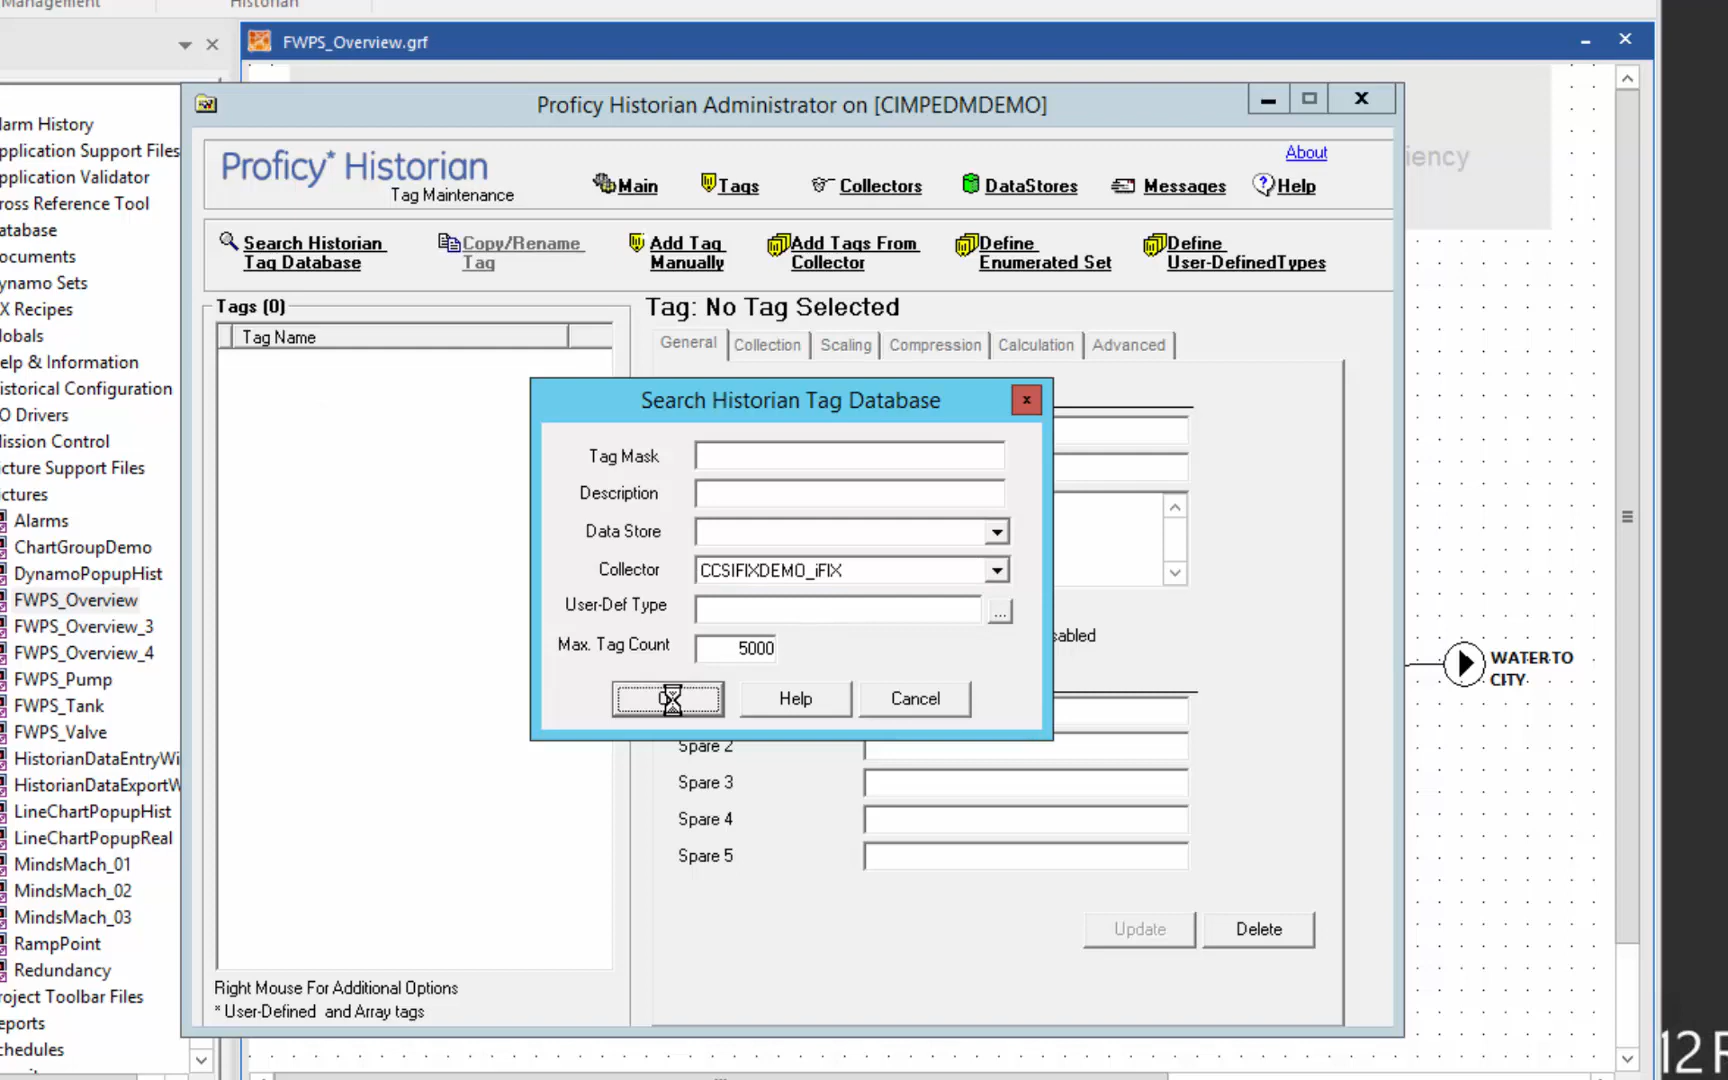 Management
Historian
FWPS_Overview.grf
Proficy Historian Administrator on [CIMPEDMDEMO]
About
Proficy* Historian
Tag Maintenance
Main
Tags
Collectors
DataStores
Messages
Help
Search Historian
Tag Database
Copy/Rename
Tag
Add Tag
Manually
Add Tags From
Collector
Define
Enumerated Set
Define
User-DefinedTypes
Tags (0)
Tag Name
Tag: No Tag Selected
General
Collection
Scaling
Compression
Calculation
Advanced
Search Historian Tag Database
Tag Mask
Description
Data Store
Collector
CCSIFIXDEMO_iFIX
User-Def Type
...
Max. Tag Count
5000
Help
Cancel
abled
Spare 2
Spare 3
Spare 4
Spare 5
Update
Delete
Right Mouse For Additional Options
* User-Defined and Array tags
iency
WATER TO
CITY
larm History
pplication Support Files
pplication Validator
ross Reference Tool
atabase
ocuments
ynamo Sets
X Recipes
lobals
elp & Information
istorical Configuration
O Drivers
ission Control
icture Support Files
ictures
Alarms
ChartGroupDemo
DynamoPopupHist
FWPS_Overview
FWPS_Overview_3
FWPS_Overview_4
FWPS_Pump
FWPS_Tank
FWPS_Valve
HistorianDataEntryWi
HistorianDataExportW
LineChartPopupHist
LineChartPopupReal
MindsMach_01
MindsMach_02
MindsMach_03
RampPoint
Redundancy
roject Toolbar Files
eports
chedules
12